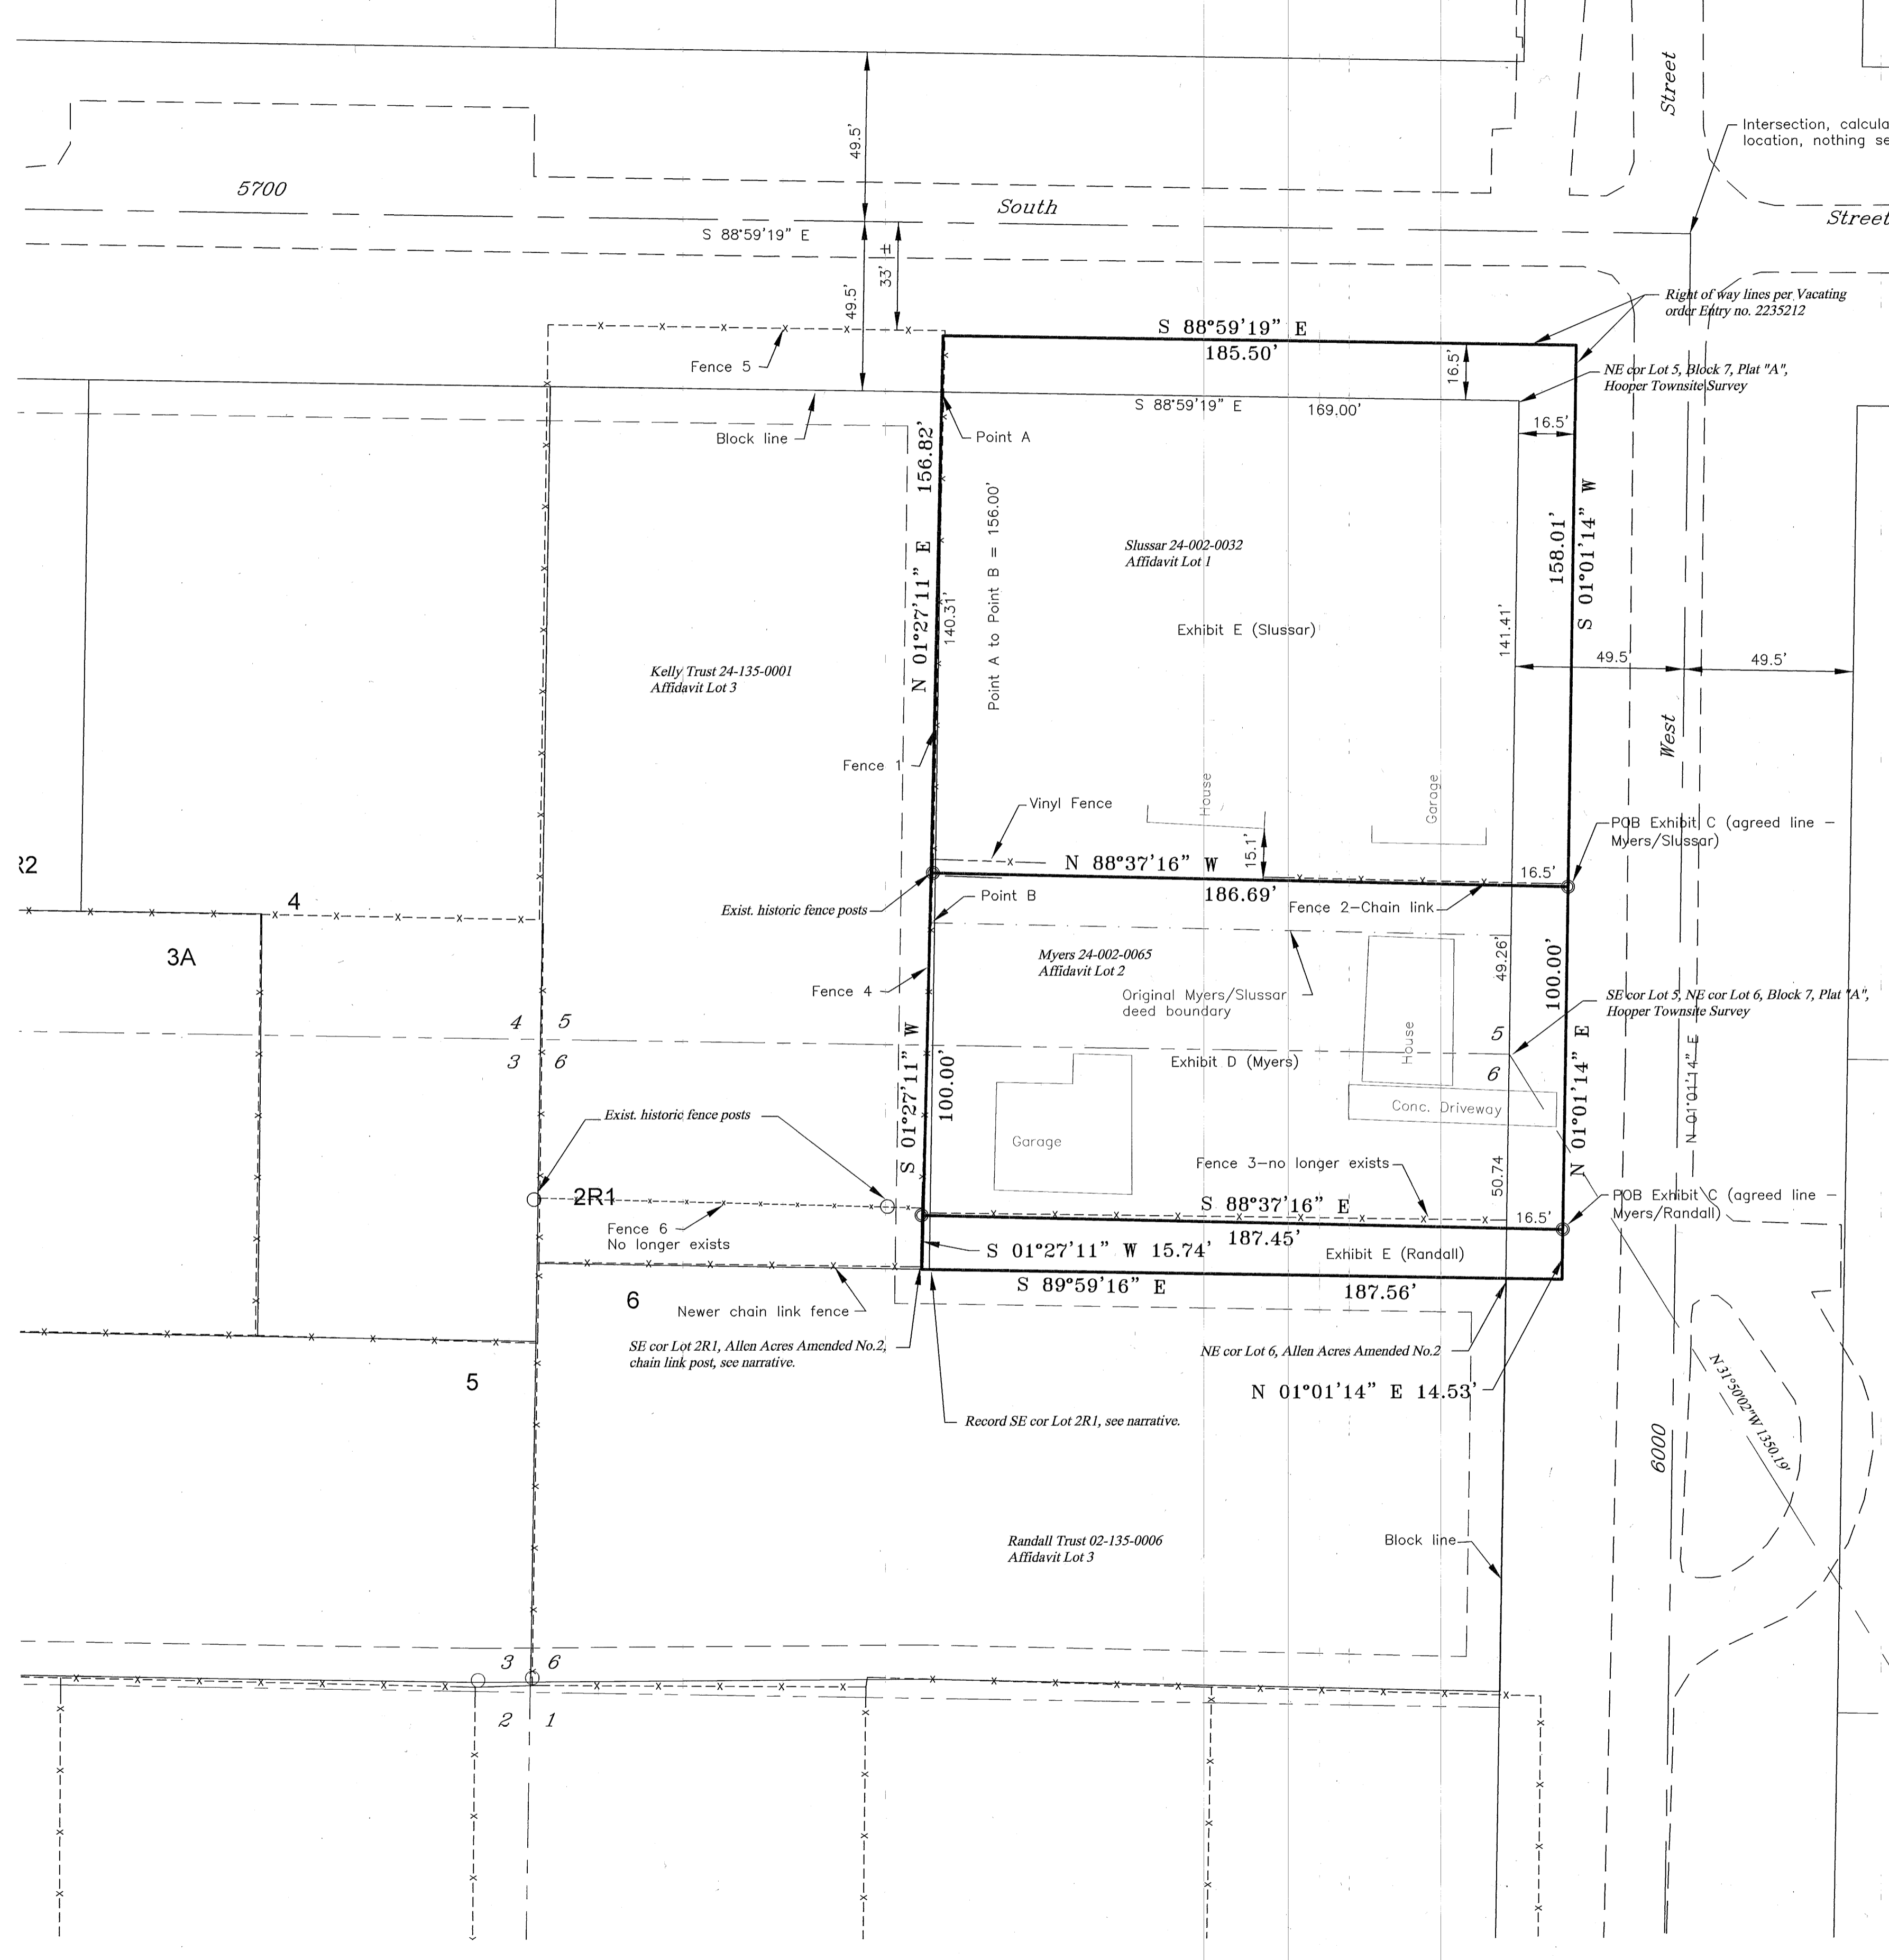 Street
49.5'
Intersection, calcula
location, nothing se
5700
South
Street
S 88°59'19" E
33' ±
49.5'
Right of way lines per Vacating
order Entry no. 2235212
S 88°59'19" E
185.50'
Fence 5
16.5'
NE cor Lot 5, Block 7, Plat "A",
Hooper Townsite Survey
S 88°59'19" E
169.00'
16.5'
Block line
Point A
N 01°27'11" E 156.82'
Point A to Point B = 156.00'
140.31'
Slussar 24-002-0032
Affidavit Lot 1
158.01'
S 01°01'14" W
141.41'
Exhibit E (Slussar)
49.5
49.5'
Kelly Trust 24-135-0001
Affidavit Lot 3
West
Fence 1
House
Garage
Vinyl Fence
POB Exhibit C (agreed line –
Myers/Slussar)
15.1'
N 88°37'16" W
186.69'
16.5'
R2
4
Point B
Exist. historic fence posts
Fence 2–Chain link
3A
Myers 24-002-0065
Affidavit Lot 2
49.26'
100.00'
Fence 4
Original Myers/Slussar
deed boundary
SE cor Lot 5, NE cor Lot 6, Block 7, Plat "A",
Hooper Townsite Survey
4 5
3 6
House
5
6
Exhibit D (Myers)
S 01°27'11" W
100.00'
N 01°01'14" E
N 01°01'14" E
Conc. Driveway
Exist. historic fence posts
Garage
Fence 3–no longer exists
50.74
2R1
S 88°37'16" E
16.5'
POB Exhibit C (agreed line –
Myers/Randall)
Fence 6
No longer exists
S 01°27'11" W 15.74'
187.45'
Exhibit E (Randall)
S 89°59'16" E
187.56'
6
Newer chain link fence
SE cor Lot 2R1, Allen Acres Amended No.2,
chain link post, see narrative.
NE cor Lot 6, Allen Acres Amended No.2
5
N 01°01'14" E 14.53'
N 31°50'02"W 1350.19'
Record SE cor Lot 2R1, see narrative.
6000
Randall Trust 02-135-0006
Affidavit Lot 3
Block line
3 6
2 1